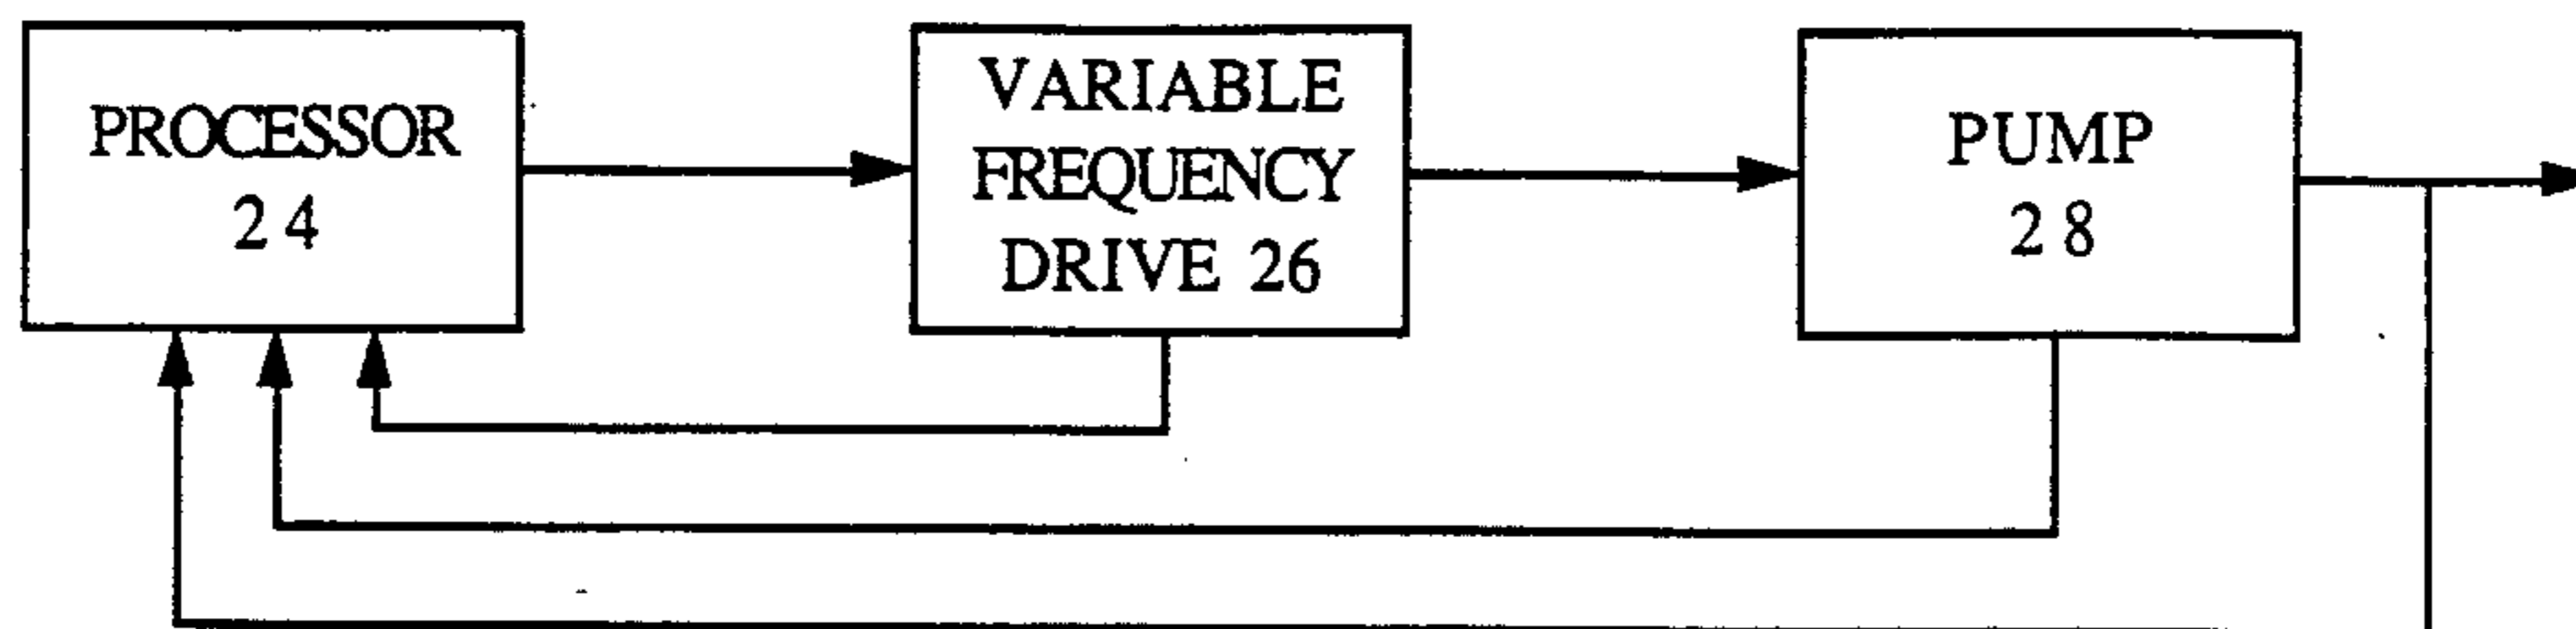 PROCESSOR
24
VARIABLE
FREQUENCY
DRIVE 26
PUMP
28